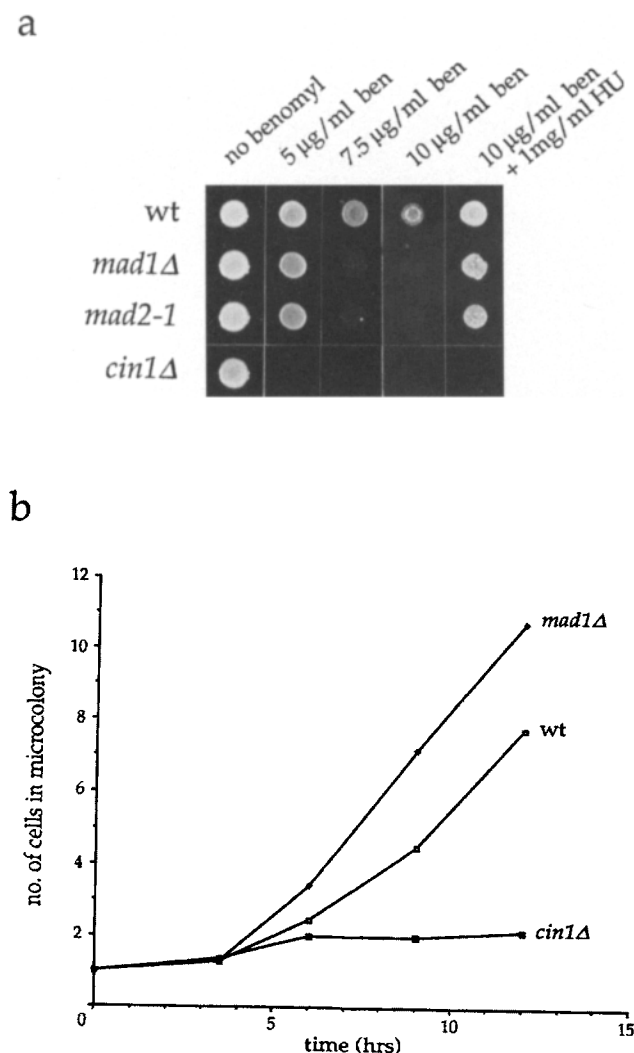 a
no benomyl
5 µg/ml ben
7.5 µg/ml ben
10 µg/ml ben
10 µg/ml ben
+ 1mg/ml HU
wt
mad1Δ
mad2-1
cin1Δ
b
12
10
8
6
4
2
0
5
10
15
no. of cells in microcolony
time (hrs)
mad1Δ
wt
cin1Δ